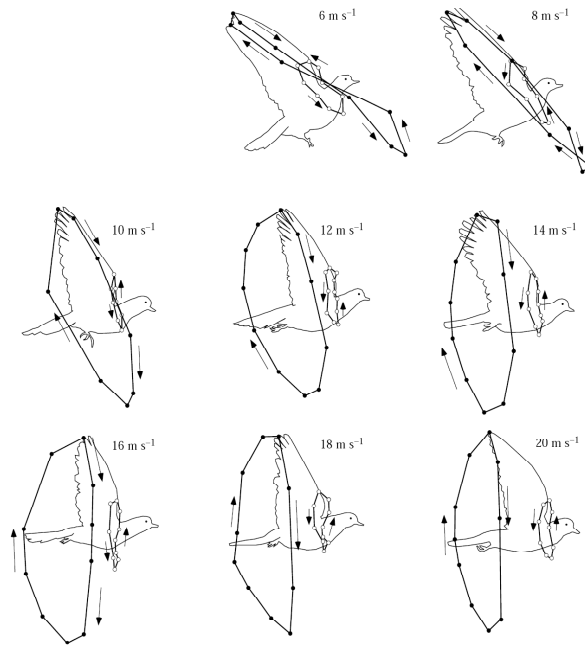 6 m s⁻¹
8 m s⁻¹
10 m s⁻¹
12 m s⁻¹
14 m s⁻¹
16 m s⁻¹
18 m s⁻¹
20 m s⁻¹